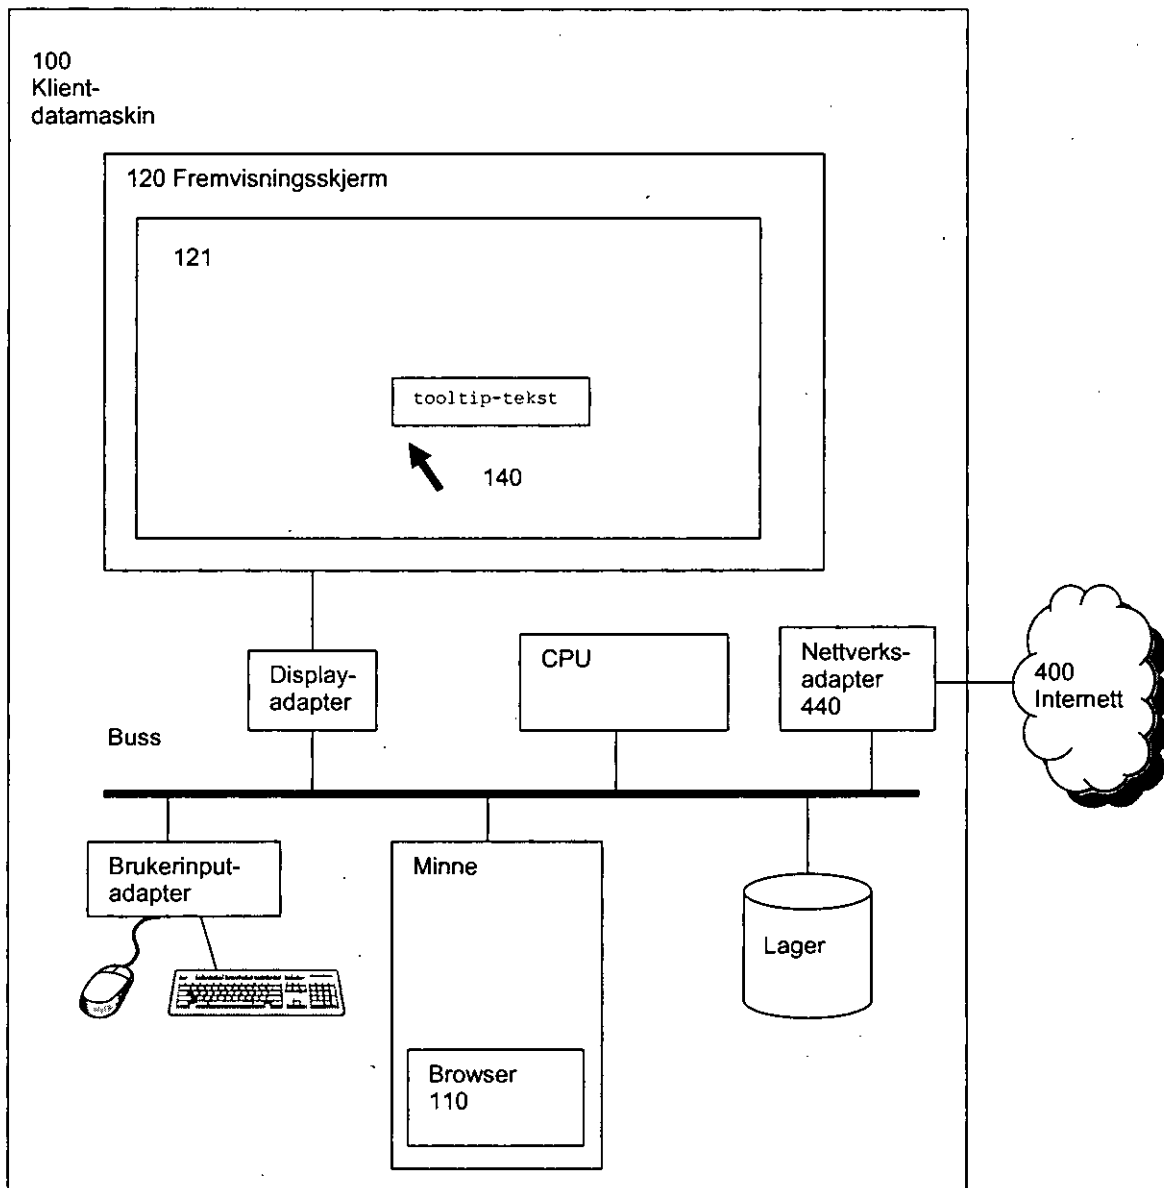 100
Klient-
datamaskin
120 Fremvisningsskjerm
121
tooltip-tekst
140
Display-
adapter
CPU
Nettverks-
adapter
440
400
Internett
Buss
Brukerinput-
adapter
Minne
Lager
Browser
110